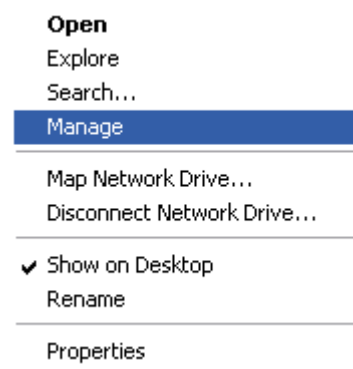 Open
Explore
Search...
Manage
Map Network Drive...
Disconnect Network Drive...
Show on Desktop
Rename
Properties